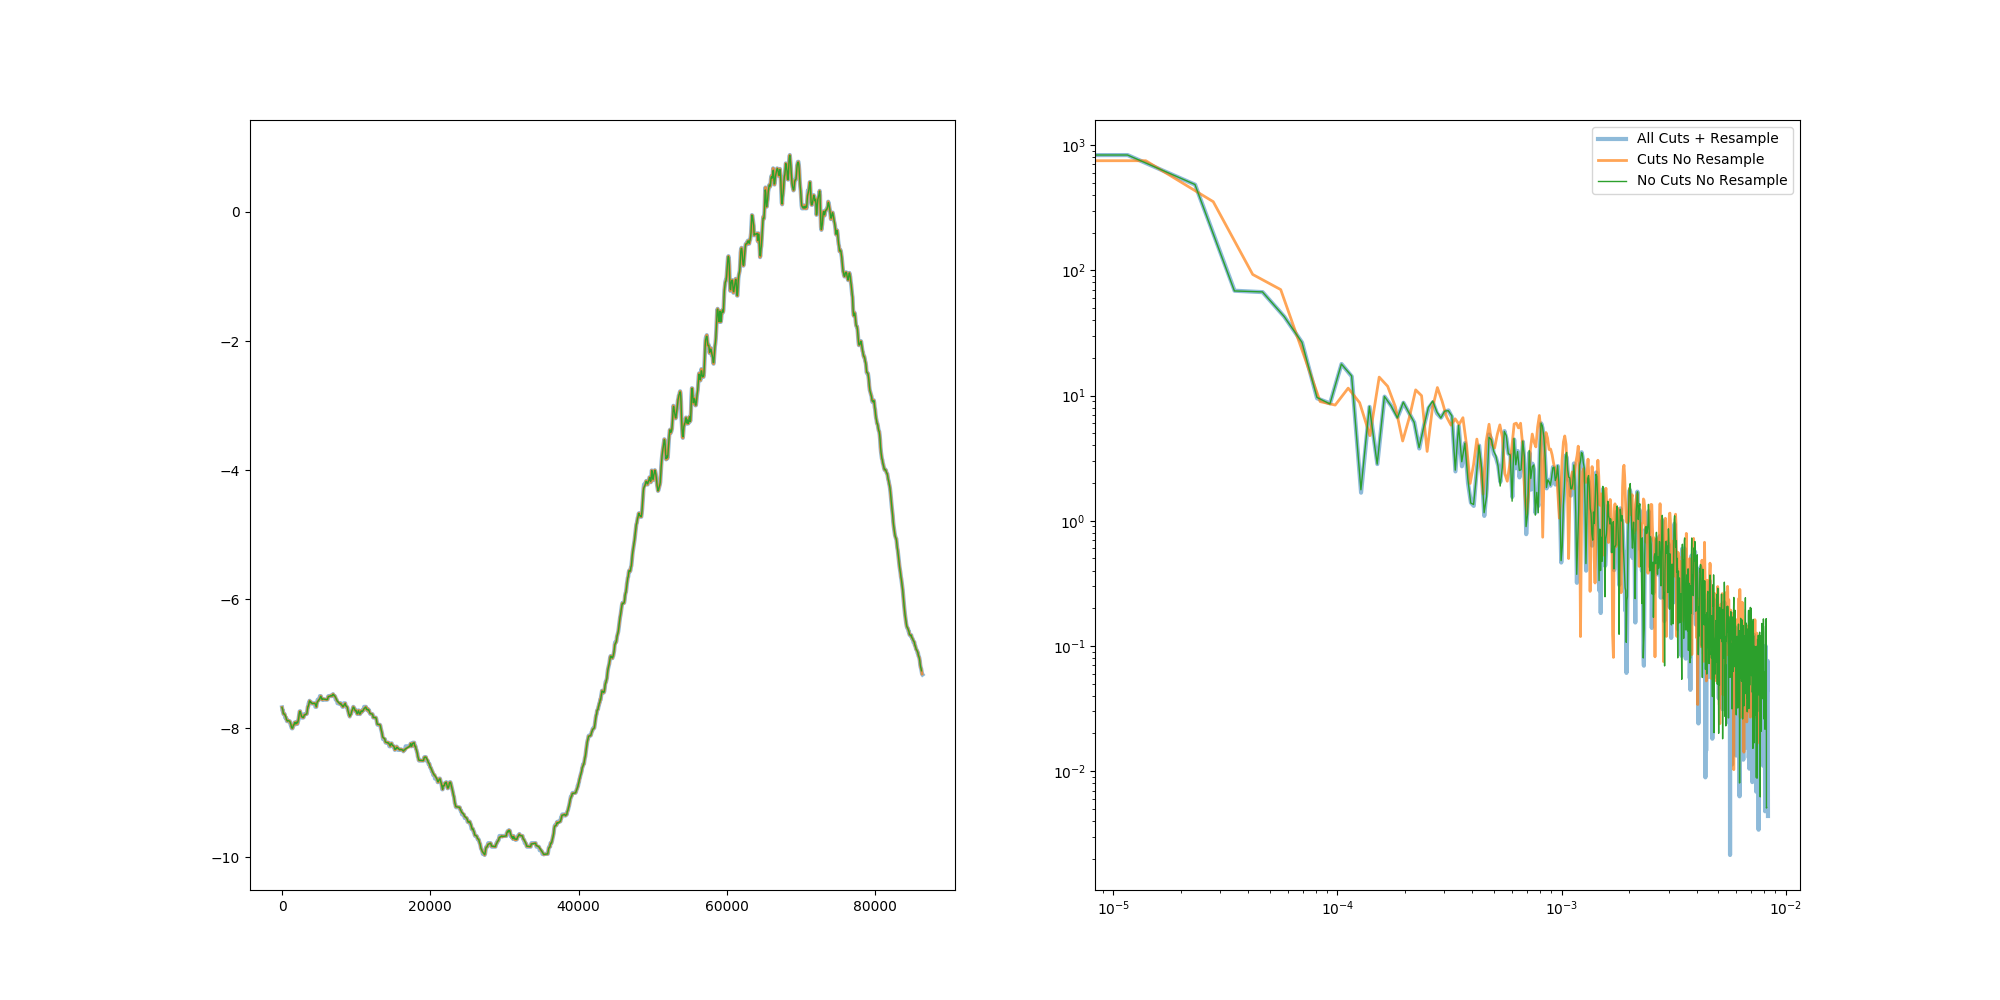 0
−2
−4
−6
−8
−10
0 20000 40000 60000 80000
10³
10²
10¹
10⁰
10⁻¹
10⁻²
10⁻⁵ 10⁻⁴ 10⁻³ 10⁻²
All Cuts + Resample
Cuts No Resample
No Cuts No Resample